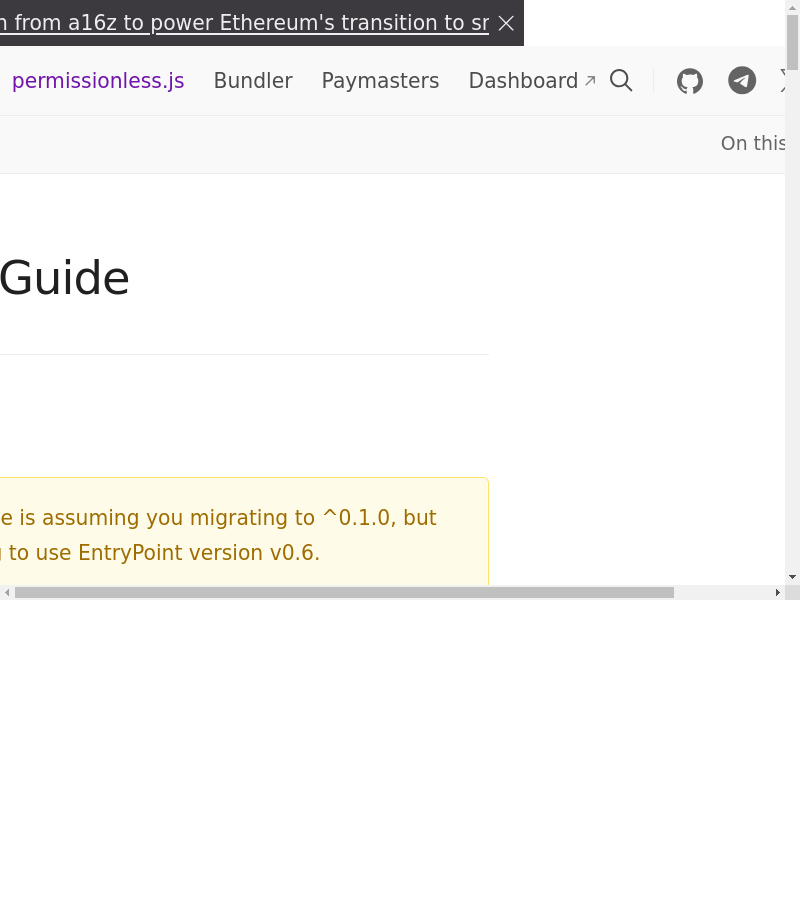 from a16z to power Ethereum's transition to
permissionless.js Bundler Paymasters Dashboard
On this
Guide
is assuming you migrating to ^0.1.0, but
to use EntryPoint version v0.6.